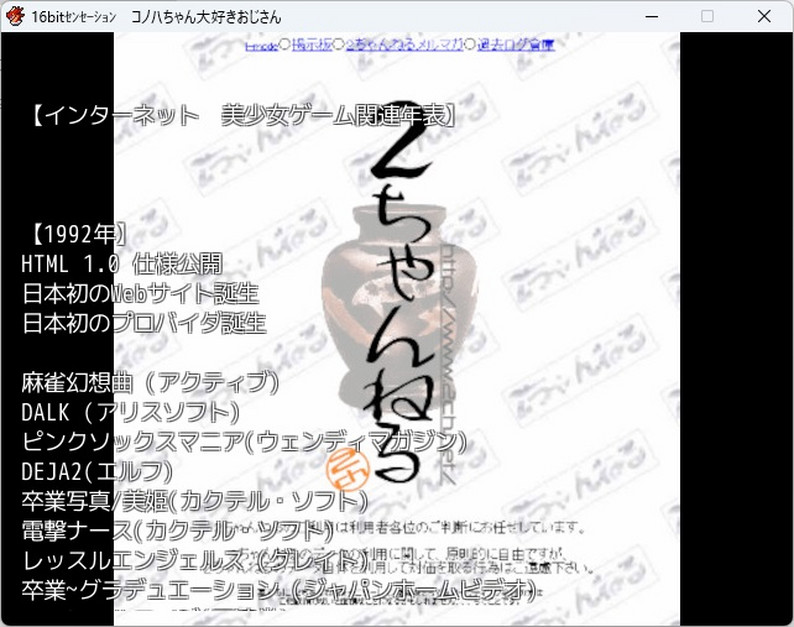 16bitｾﾝｾｰｼｮﾝ　コノハちゃん大好きおじさん
i-mode○掲示板○2ちゃんねるメルマガ○過去ログ倉庫
【インターネット　美少女ゲーム関連年表】
2ちゃんねる
【1992年】
HTML 1.0 仕様公開
日本初のWebサイト誕生
日本初のプロバイダ誕生
麻雀幻想曲 (アクティブ)
DALK (アリスソフト)
ピンクソックスマニア(ウェンディマガジン)
DEJA2(エルフ)
卒業写真/美姫(カクテル・ソフト)
電撃ナース(カクテル・ソフト)
レッスルエンジェルス (グレイト)
卒業~グラデュエーション (ジャパンホームビデオ)
は利用者各位のご判断にお任せしています。
利用に関して、原則的に自由ですが、
を利用して対価を取る行為はご遠慮下さい。